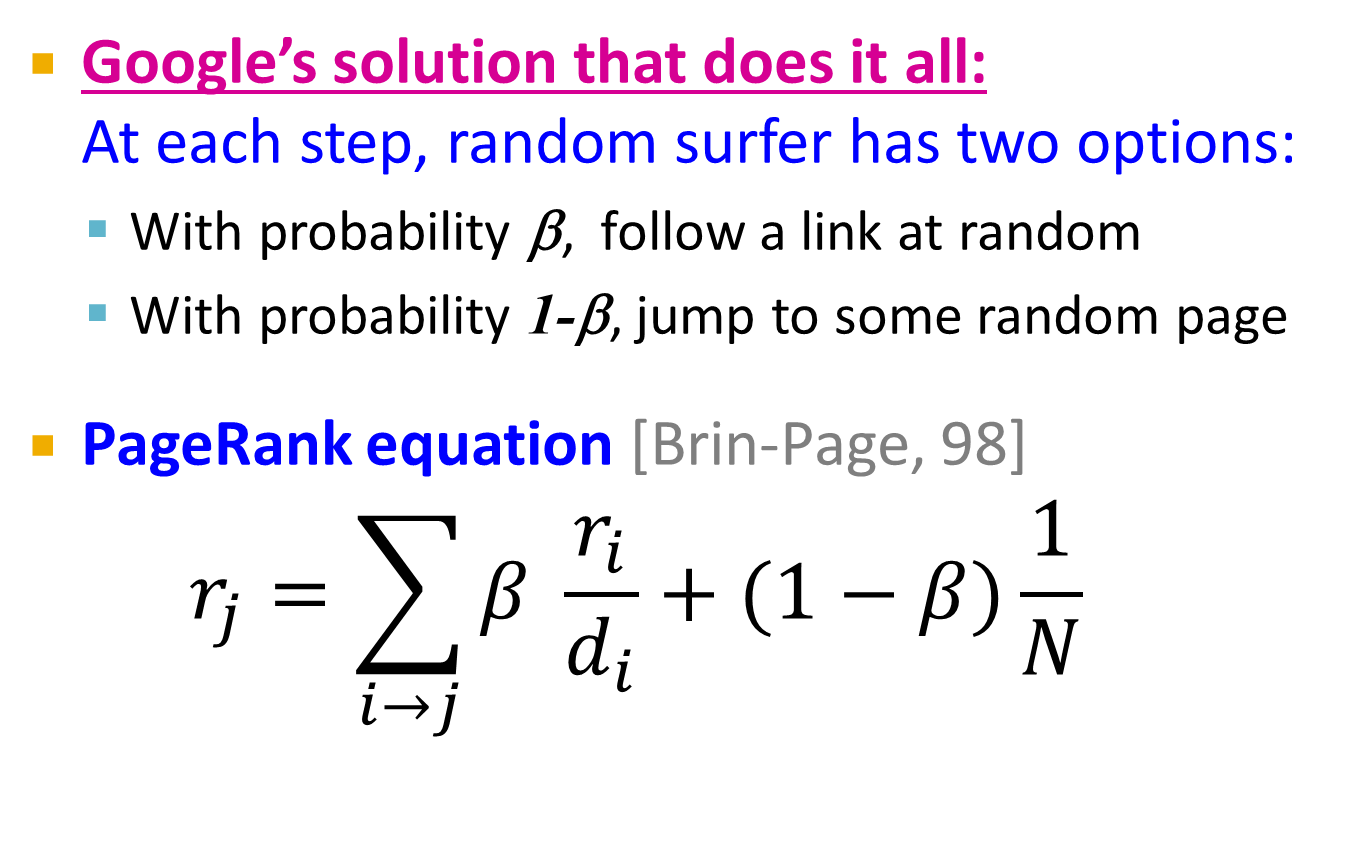 Google’s solution that does it all:
At each step, random surfer has two options:
With probability β, follow a link at random
With probability 1-β, jump to some random page
PageRank equation [Brin-Page, 98]
r_j = ∑_{i→j} β r_i/d_i + (1 − β) 1/N